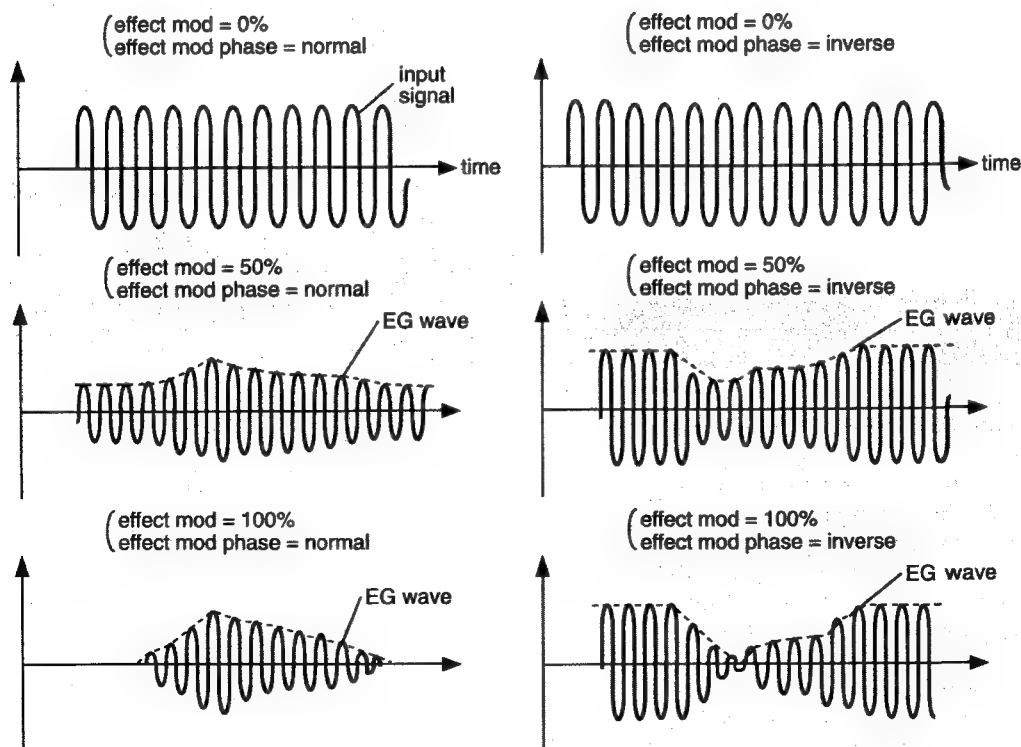 effect mod = 0%
effect mod phase = normal
input
signal
time
effect mod = 0%
effect mod phase = inverse
time
effect mod = 50%
effect mod phase = normal
EG wave
effect mod = 50%
effect mod phase = inverse
EG wave
effect mod = 100%
effect mod phase = normal
EG wave
effect mod = 100%
effect mod phase = inverse
EG wave